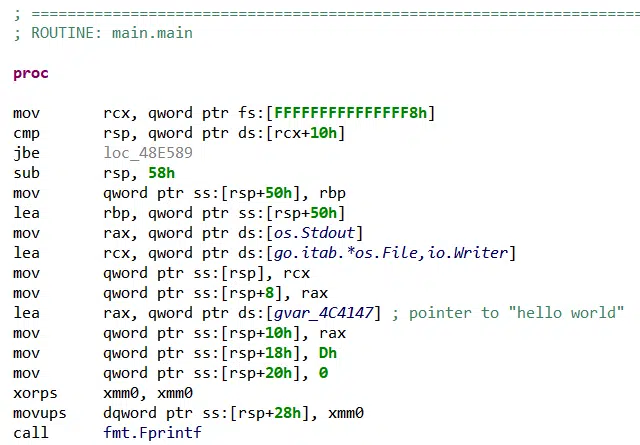 ; ====================================================================
; ROUTINE: main.main
proc
mov rcx, qword ptr fs:[FFFFFFFFFFFFFFF8h]
cmp rsp, qword ptr ds:[rcx+10h]
jbe loc_48E589
sub rsp, 58h
mov qword ptr ss:[rsp+50h], rbp
lea rbp, qword ptr ss:[rsp+50h]
mov rax, qword ptr ds:[os.Stdout]
lea rcx, qword ptr ds:[go.itab.*os.File,io.Writer]
mov qword ptr ss:[rsp], rcx
mov qword ptr ss:[rsp+8], rax
lea rax, qword ptr ds:[gvar_4C4147] ; pointer to "hello world"
mov qword ptr ss:[rsp+10h], rax
mov qword ptr ss:[rsp+18h], Dh
mov qword ptr ss:[rsp+20h], 0
xorps xmm0, xmm0
movups dqword ptr ss:[rsp+28h], xmm0
call fmt.Fprintf